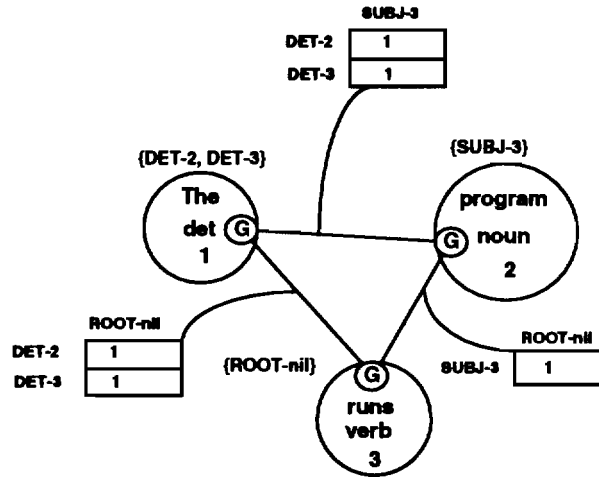 SUBJ-3
DET-2 1
DET-3 1
{DET-2, DET-3}
{SUBJ-3}
The
det
1
G
program
noun
2
G
ROOT-nil
DET-2 1
DET-3 1
{ROOT-nil}
ROOT-nil
SUBJ-3 1
G
runs
verb
3